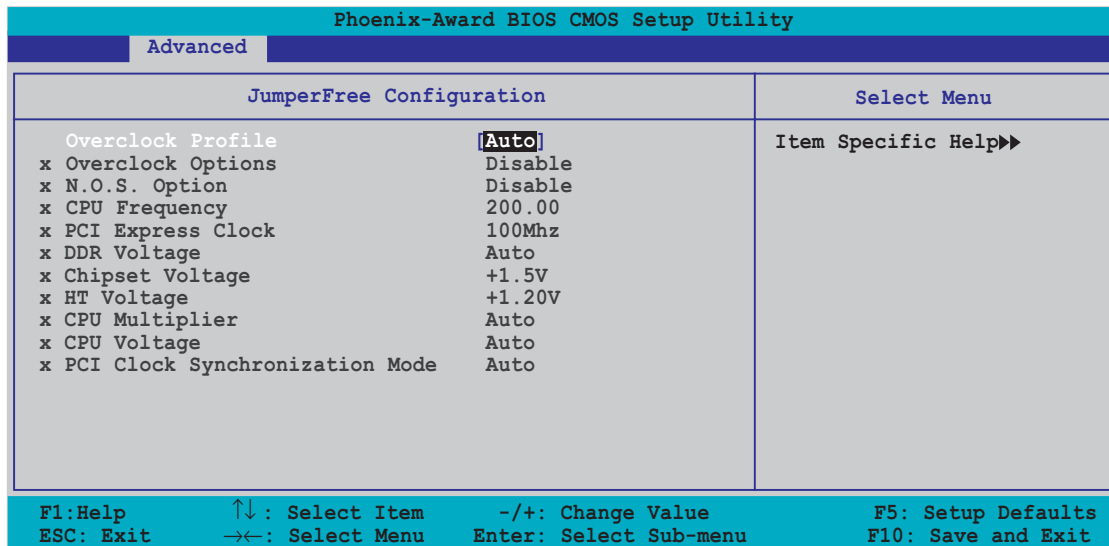 Phoenix-Award BIOS CMOS Setup Utility
Advanced
JumperFree Configuration
Select Menu
Overclock Profile [Auto]
x Overclock Options Disable
x N.O.S. Option Disable
x CPU Frequency 200.00
x PCI Express Clock 100Mhz
x DDR Voltage Auto
x Chipset Voltage +1.5V
x HT Voltage +1.20V
x CPU Multiplier Auto
x CPU Voltage Auto
x PCI Clock Synchronization Mode Auto
Item Specific Help▶▶
F1:Help ↑↓: Select Item -/+: Change Value F5: Setup Defaults
ESC: Exit →←: Select Menu Enter: Select Sub-menu F10: Save and Exit